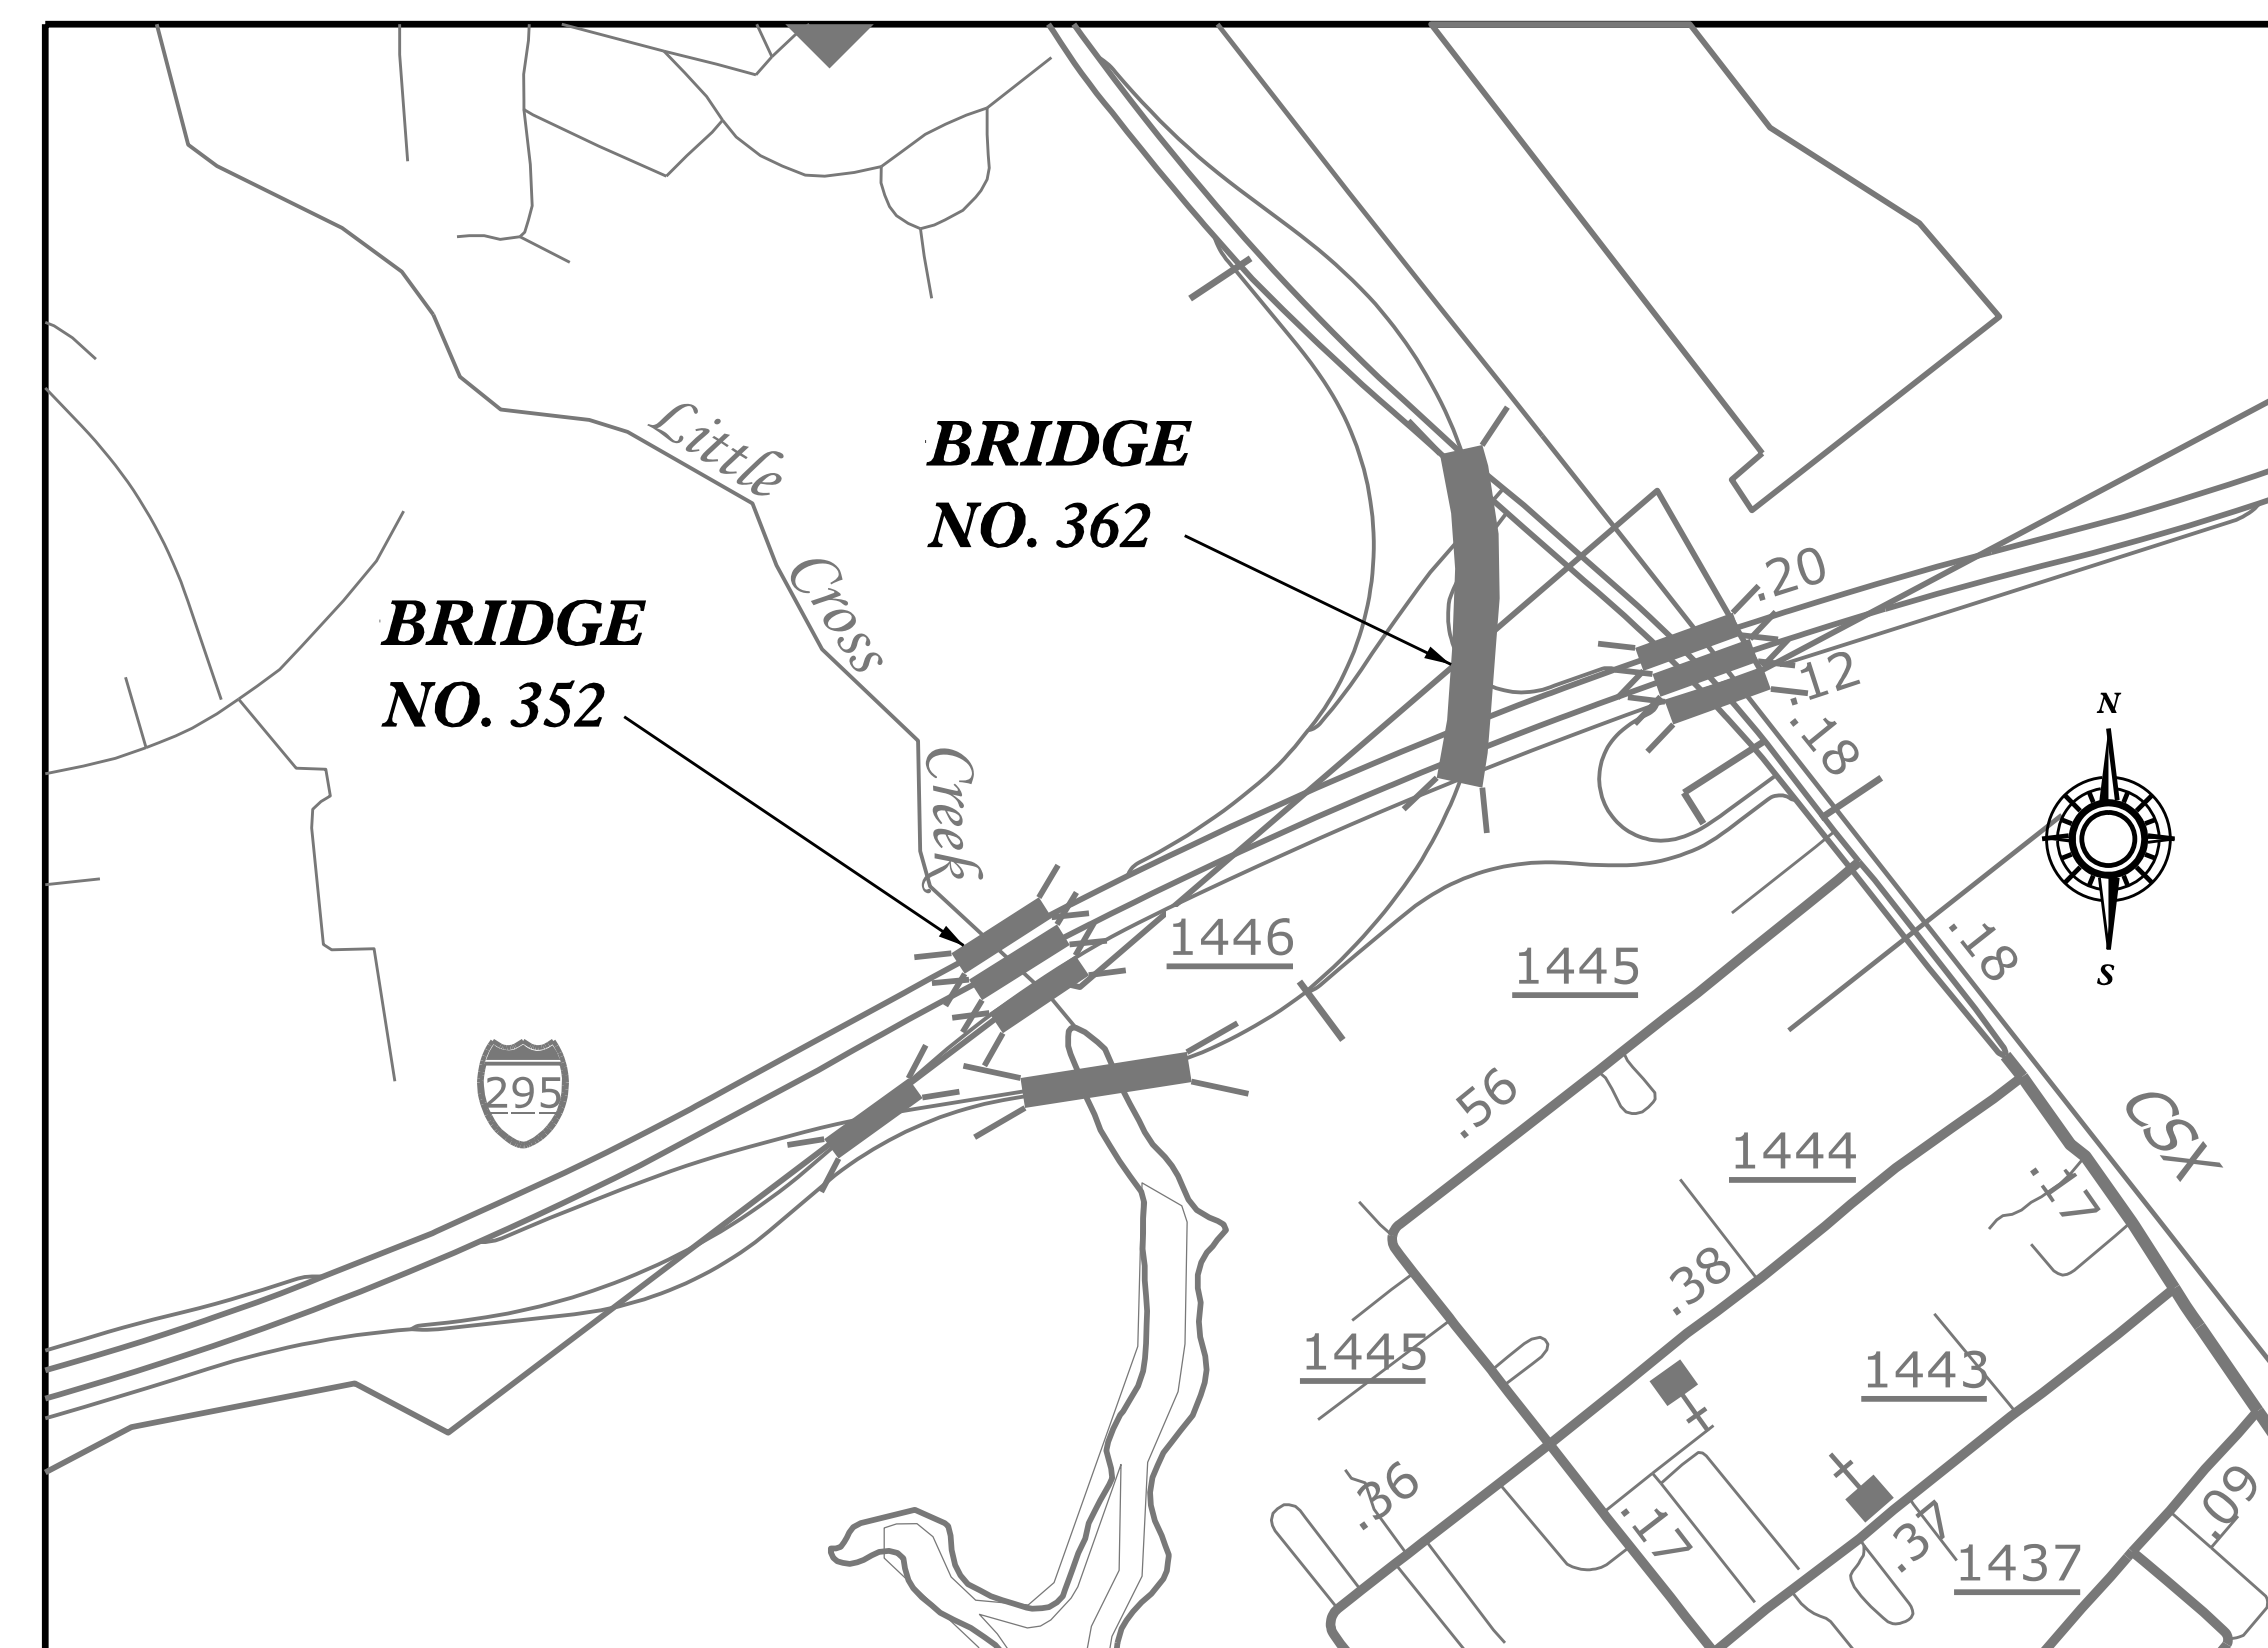 BRIDGE
NO. 362
BRIDGE
NO. 352
Little
Cross
Creek
.20
.12
.18
N
S
1446
1445
.18
295
.56
1444
CSX
.17
.38
1445
1443
.36
.17
.37
1437
.09